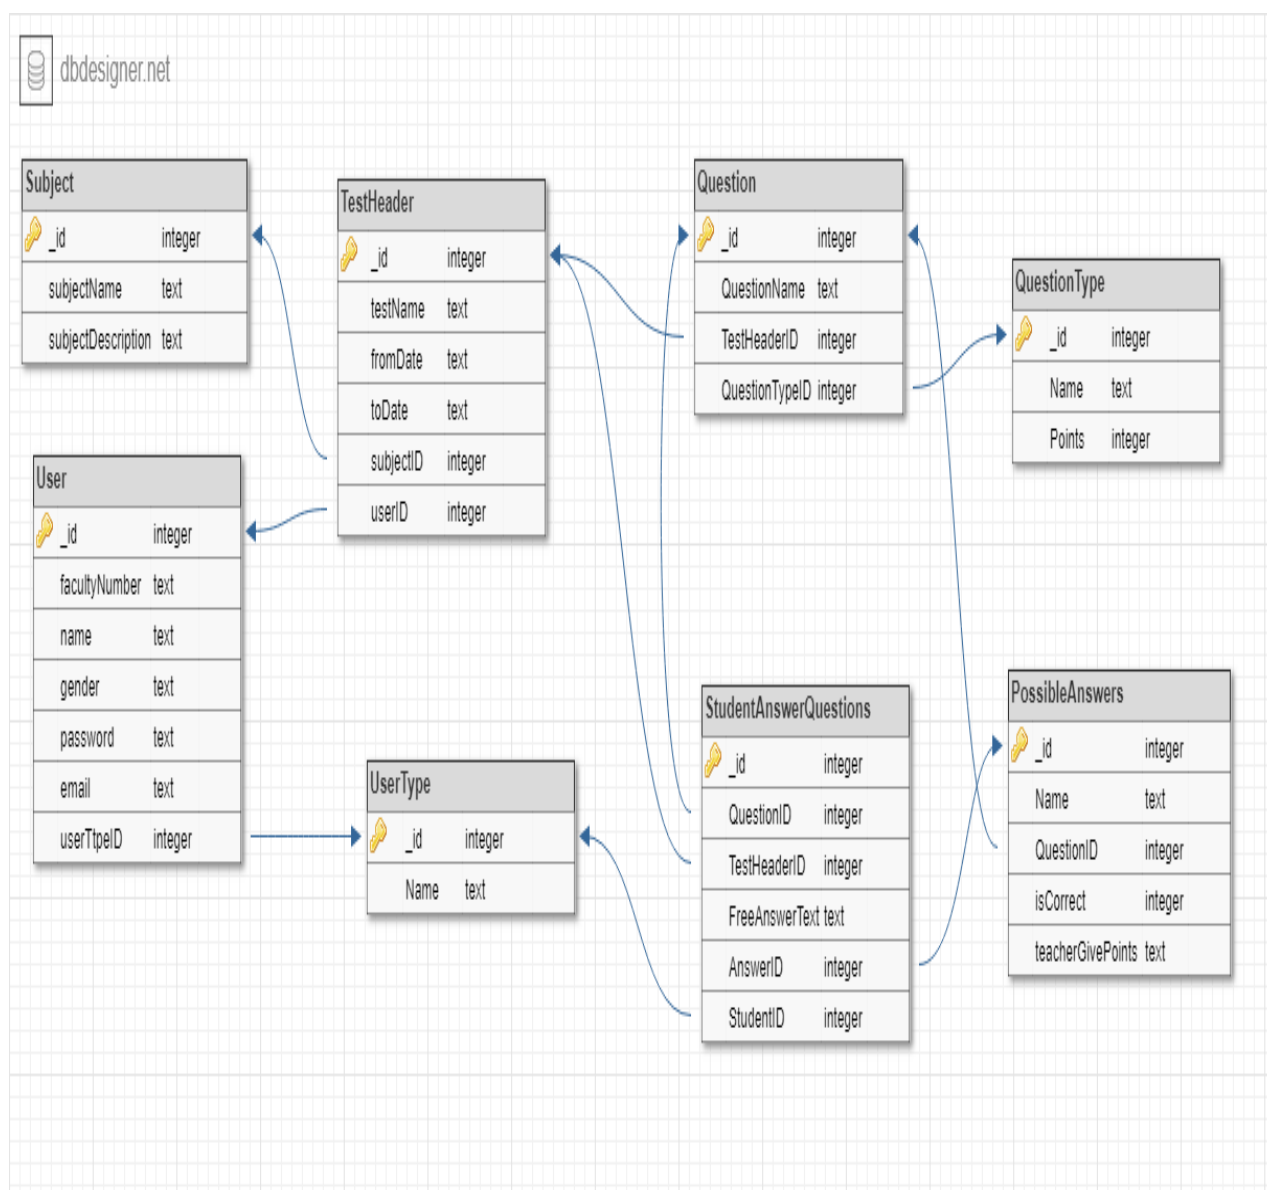 dbdesigner.net
Subject
_id integer
subjectName text
subjectDescription text
TestHeader
_id integer
testName text
fromDate text
toDate text
subjectID integer
userID integer
Question
_id integer
QuestionName text
TestHeaderID integer
QuestionTypeID integer
QuestionType
_id integer
Name text
Points integer
User
_id integer
facultyNumber text
name text
gender text
password text
email text
userTtpeID integer
UserType
_id integer
Name text
StudentAnswerQuestions
_id integer
QuestionID integer
TestHeaderID integer
FreeAnswerText text
AnswerID integer
StudentID integer
PossibleAnswers
_id integer
Name text
QuestionID integer
isCorrect integer
teacherGivePoints text